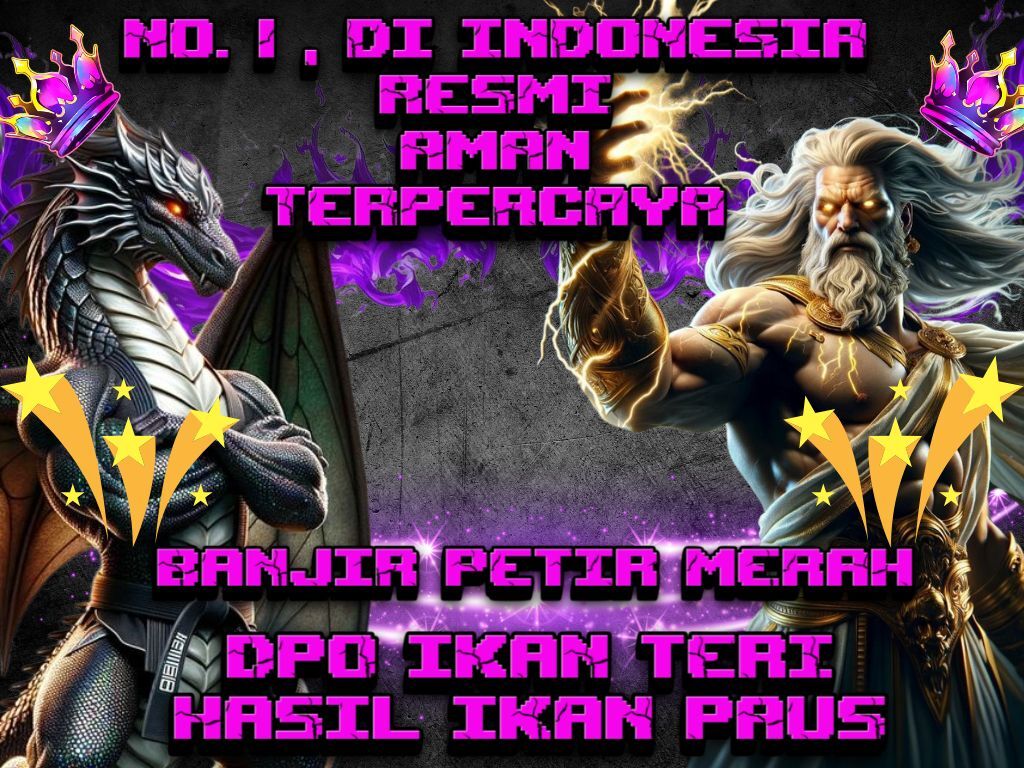 NO. 1 , DI INDONESIA
RESMI
AMAN
TERPERCAYA
BANJIR PETIR MERAH
DPO IKAN TERI
HASIL IKAN PAUS